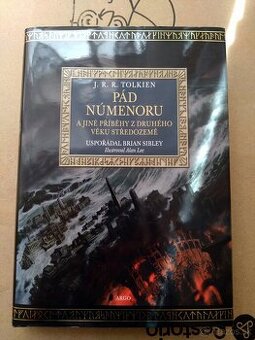 J. R. R. TOLKIEN
PÁD
NÚMENORU
A JINÉ PŘÍBĚHY Z DRUHÉHO
VĚKU STŘEDOZEMĚ
USPOŘÁDAL BRIAN SIBLEY
Ilustroval Alan Lee
ARGO